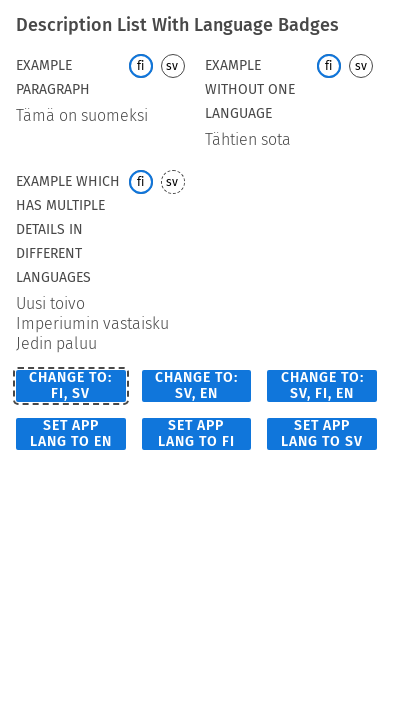 Description List With Language Badges
EXAMPLE PARAGRAPH
fi sv
Tämä on suomeksi
EXAMPLE WITHOUT ONE LANGUAGE
fi sv
Tähtien sota
EXAMPLE WHICH HAS MULTIPLE DETAILS IN DIFFERENT LANGUAGES
fi sv
Uusi toivo
Imperiumin vastaisku
Jedin paluu
CHANGE TO: FI, SV
CHANGE TO: SV, EN
CHANGE TO: SV, FI, EN
SET APP LANG TO EN
SET APP LANG TO FI
SET APP LANG TO SV